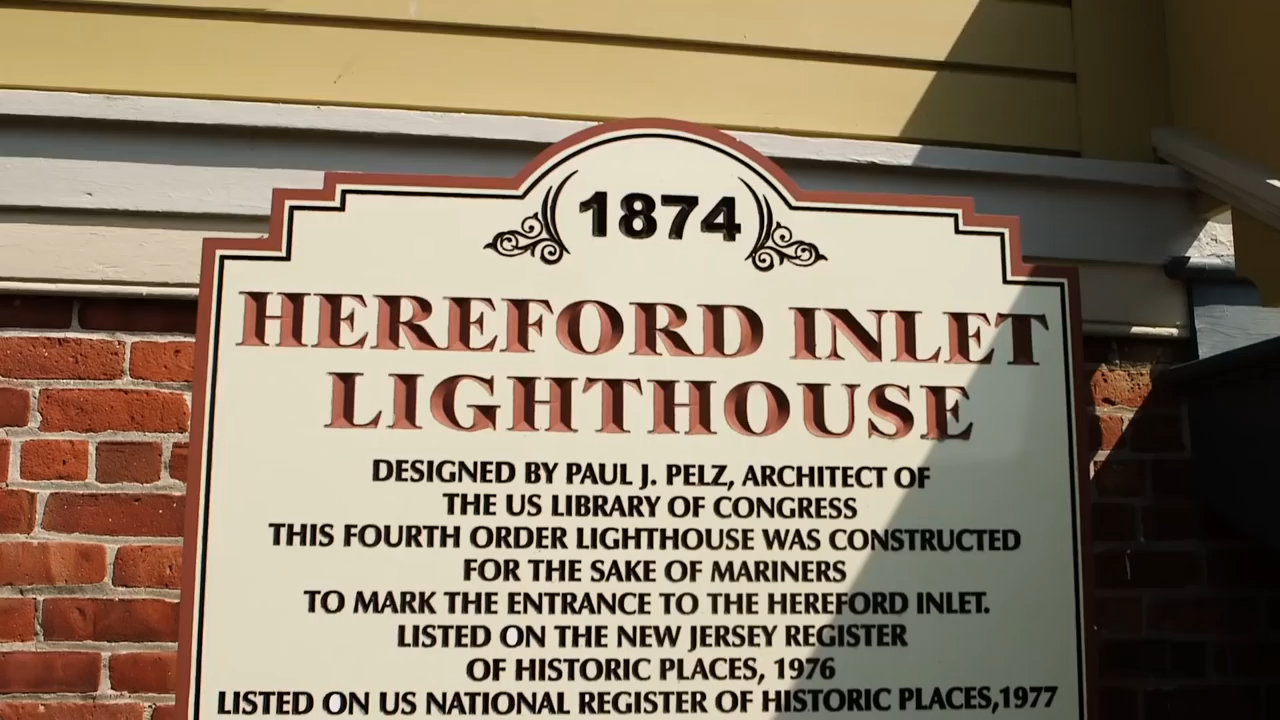 1874
HEREFORD INLET
LIGHTHOUSE
DESIGNED BY PAUL J. PELZ, ARCHITECT OF
THE US LIBRARY OF CONGRESS
THIS FOURTH ORDER LIGHTHOUSE WAS CONSTRUCTED
FOR THE SAKE OF MARINERS
TO MARK THE ENTRANCE TO THE HEREFORD INLET.
LISTED ON THE NEW JERSEY REGISTER
OF HISTORIC PLACES, 1976
LISTED ON US NATIONAL REGISTER OF HISTORIC PLACES,1977